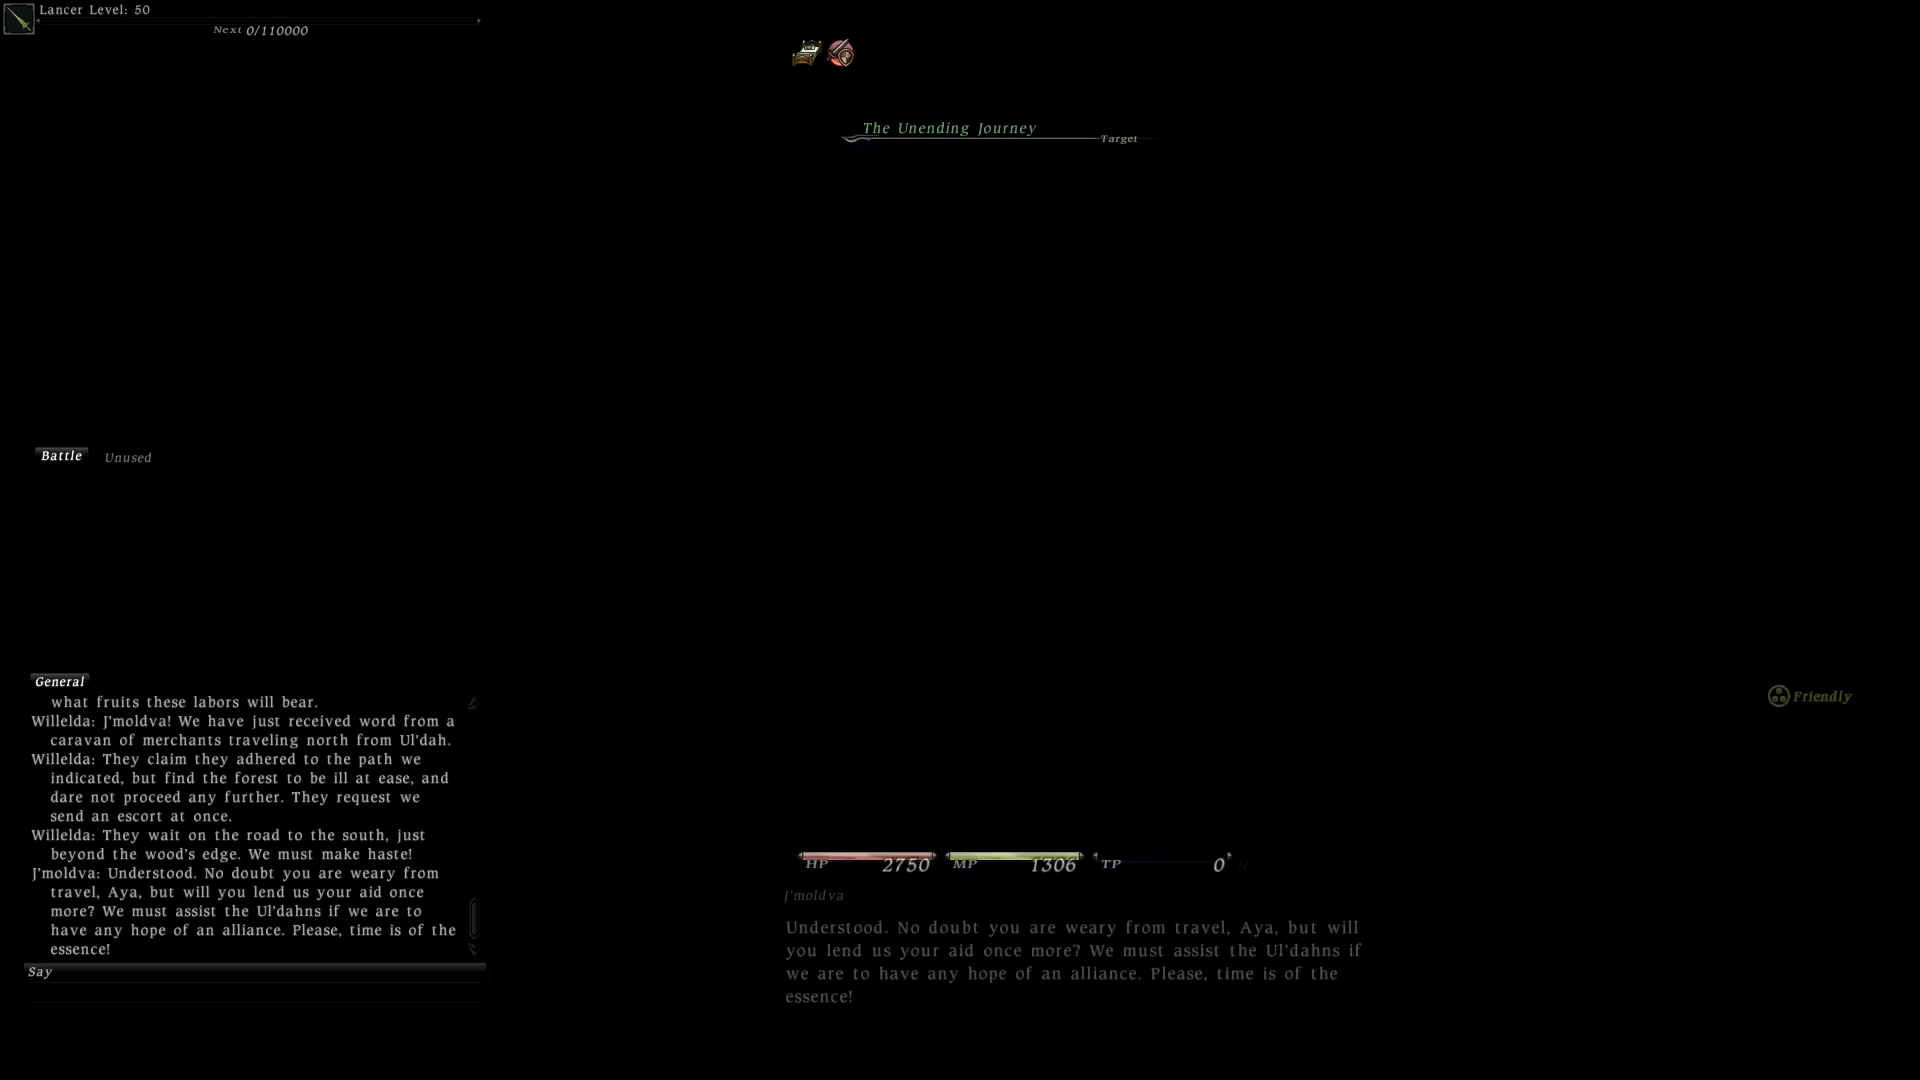 Lancer Level: 50
Next 0/110000
The Unending Journey
Target
Battle
Unused
General
what fruits these labors will bear.
Willelda: J'moldva! We have just received word from a
caravan of merchants traveling north from Ul'dah.
Willelda: They claim they adhered to the path we
indicated, but find the forest to be ill at ease, and
dare not proceed any further. They request we
send an escort at once.
Willelda: They wait on the road to the south, just
beyond the wood's edge. We must make haste!
J'moldva: Understood. No doubt you are weary from
travel, Aya, but will you lend us your aid once
more? We must assist the Ul'dahns if we are to
have any hope of an alliance. Please, time is of the
essence!
Say
Friendly
HP 2750 MP 1306 TP 0
J'moldva
Understood. No doubt you are weary from travel, Aya, but will
you lend us your aid once more? We must assist the Ul'dahns if
we are to have any hope of an alliance. Please, time is of the
essence!